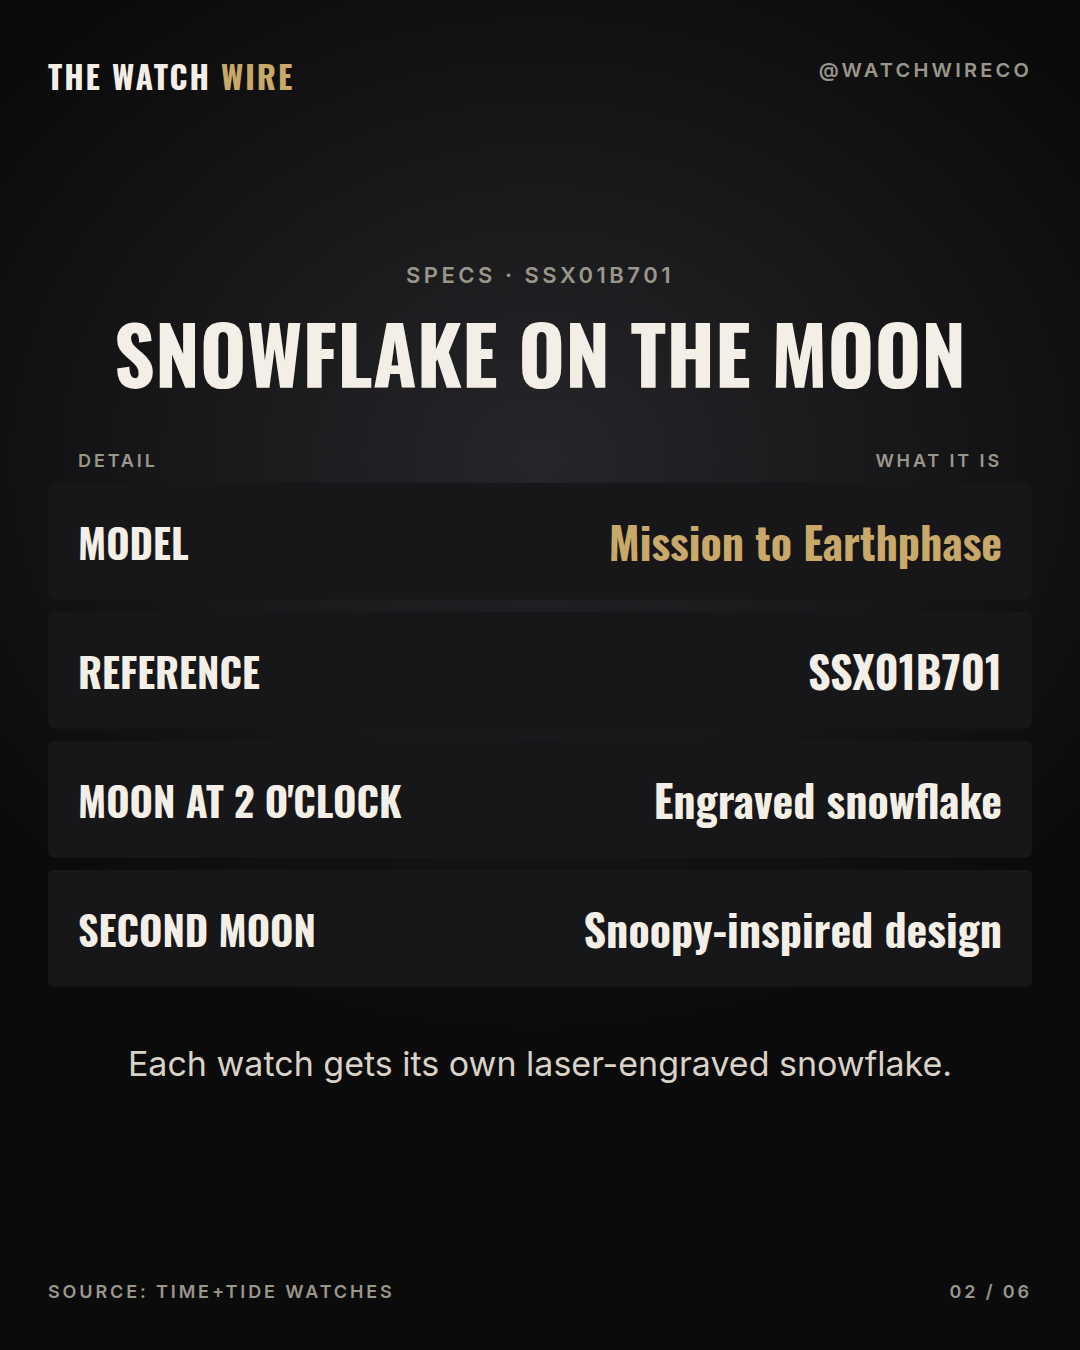 THE WATCH WIRE
@WATCHWIRECO
SPECS · SSX01B701
SNOWFLAKE ON THE MOON
DETAIL WHAT IT IS
MODEL Mission to Earthphase
REFERENCE SSX01B701
MOON AT 2 O'CLOCK Engraved snowflake
SECOND MOON Snoopy-inspired design
Each watch gets its own laser-engraved snowflake.
SOURCE: TIME+TIDE WATCHES
02 / 06